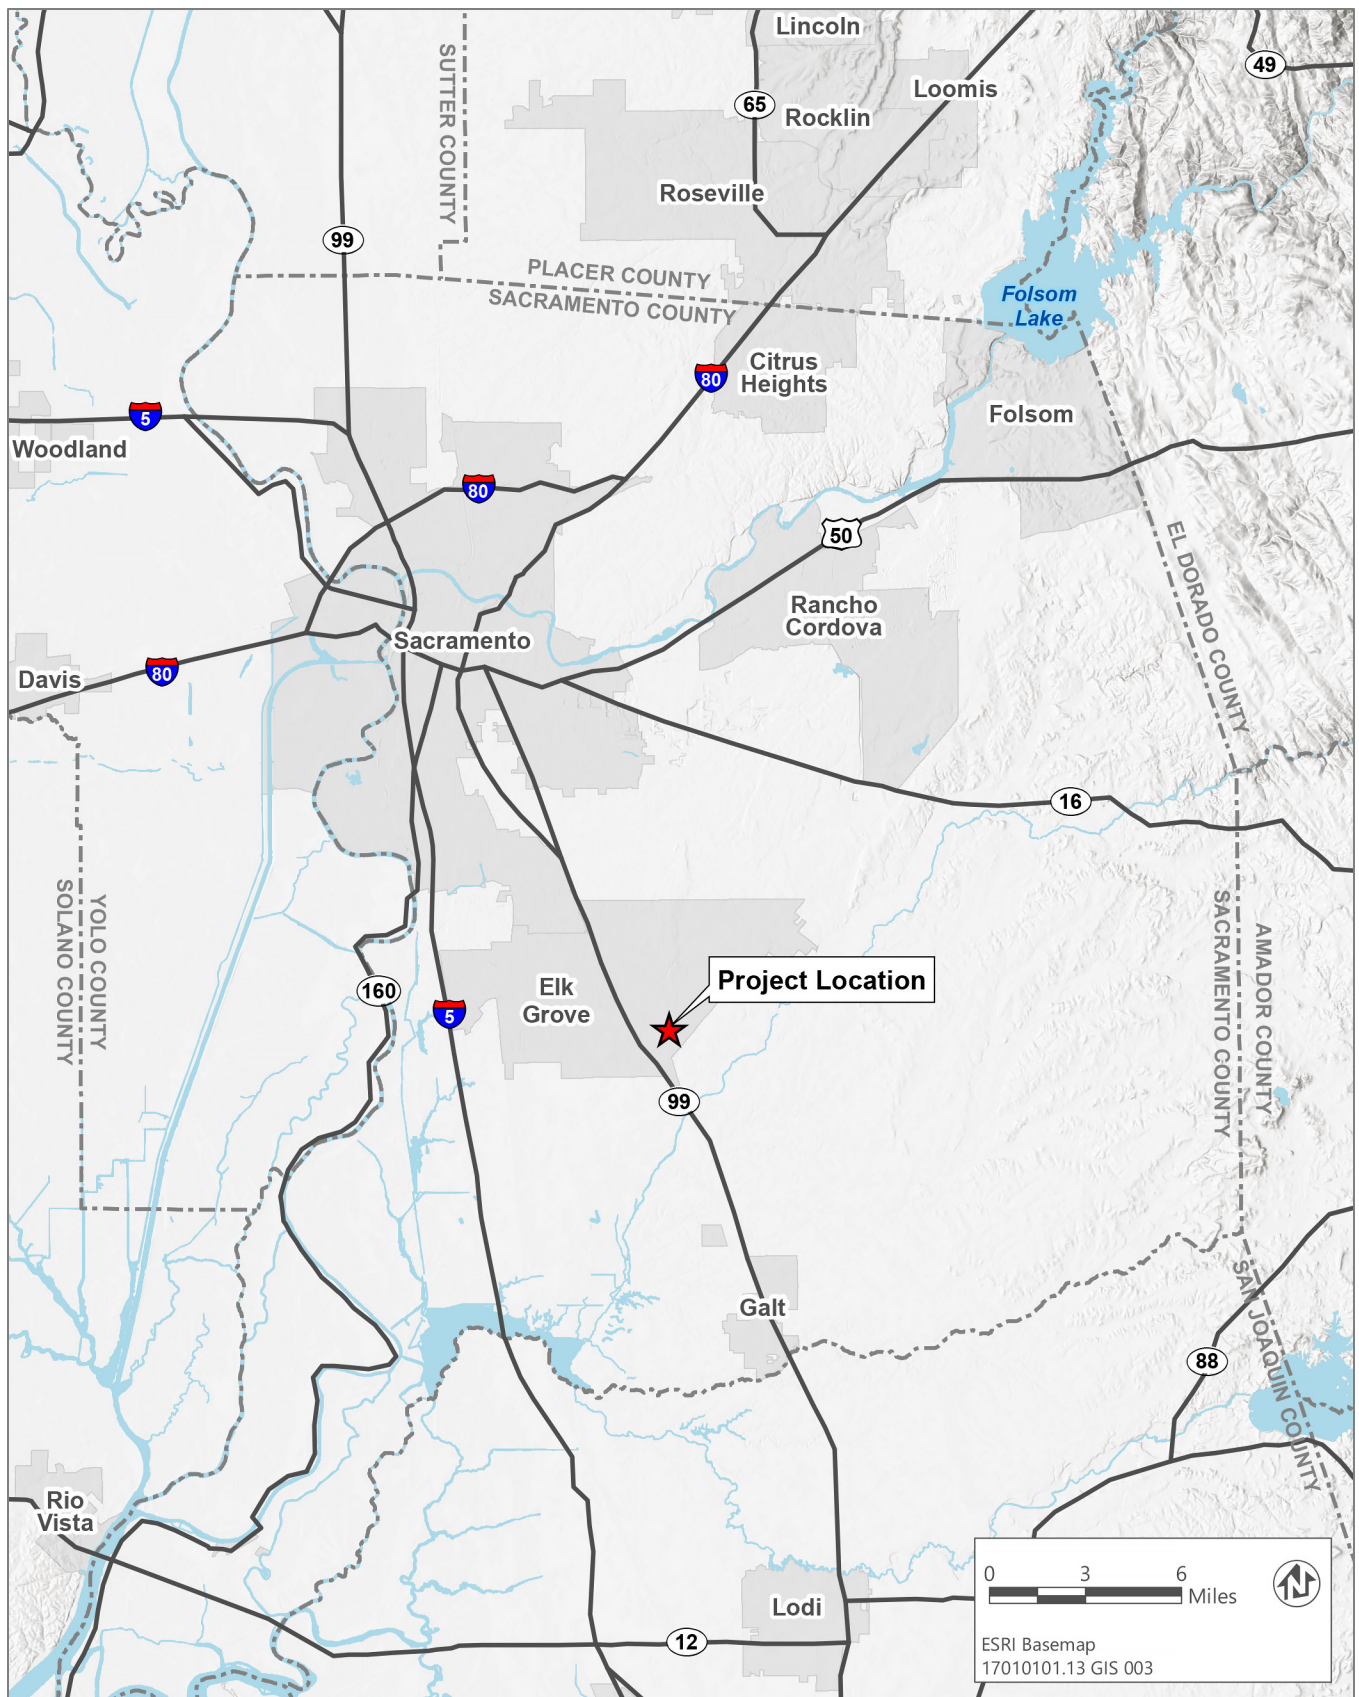 Lincoln
49
Loomis
65
Rocklin
SUTTER COUNTY
Roseville
99
PLACER COUNTY
SACRAMENTO COUNTY
Folsom
Lake
Citrus
Heights
80
5
Folsom
Woodland
80
50
EL DORADO COUNTY
Rancho
Cordova
Sacramento
80
Davis
16
YOLO COUNTY
SOLANO COUNTY
AMADOR COUNTY
SACRAMENTO COUNTY
Project Location
160
Elk
Grove
5
99
SAN JOAQUIN COUNTY
Galt
88
Rio
Vista
0 3 6
Miles
Lodi
12
N
ESRI Basemap
17010101.13 GIS 003